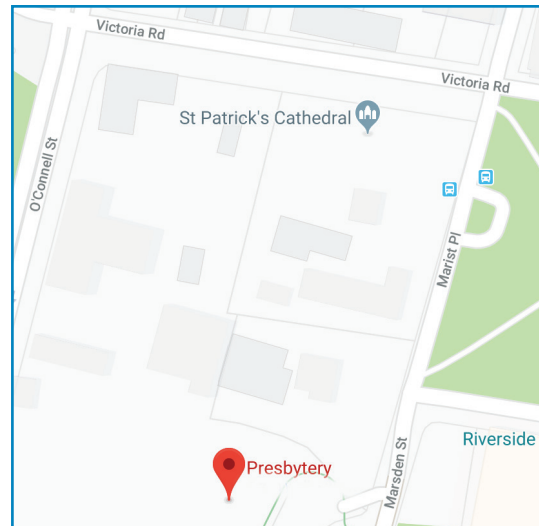 Victoria Rd
Victoria Rd
St Patrick's Cathedral
O'Connell St
Marist Pl
Riverside
Presbytery
Marsden St